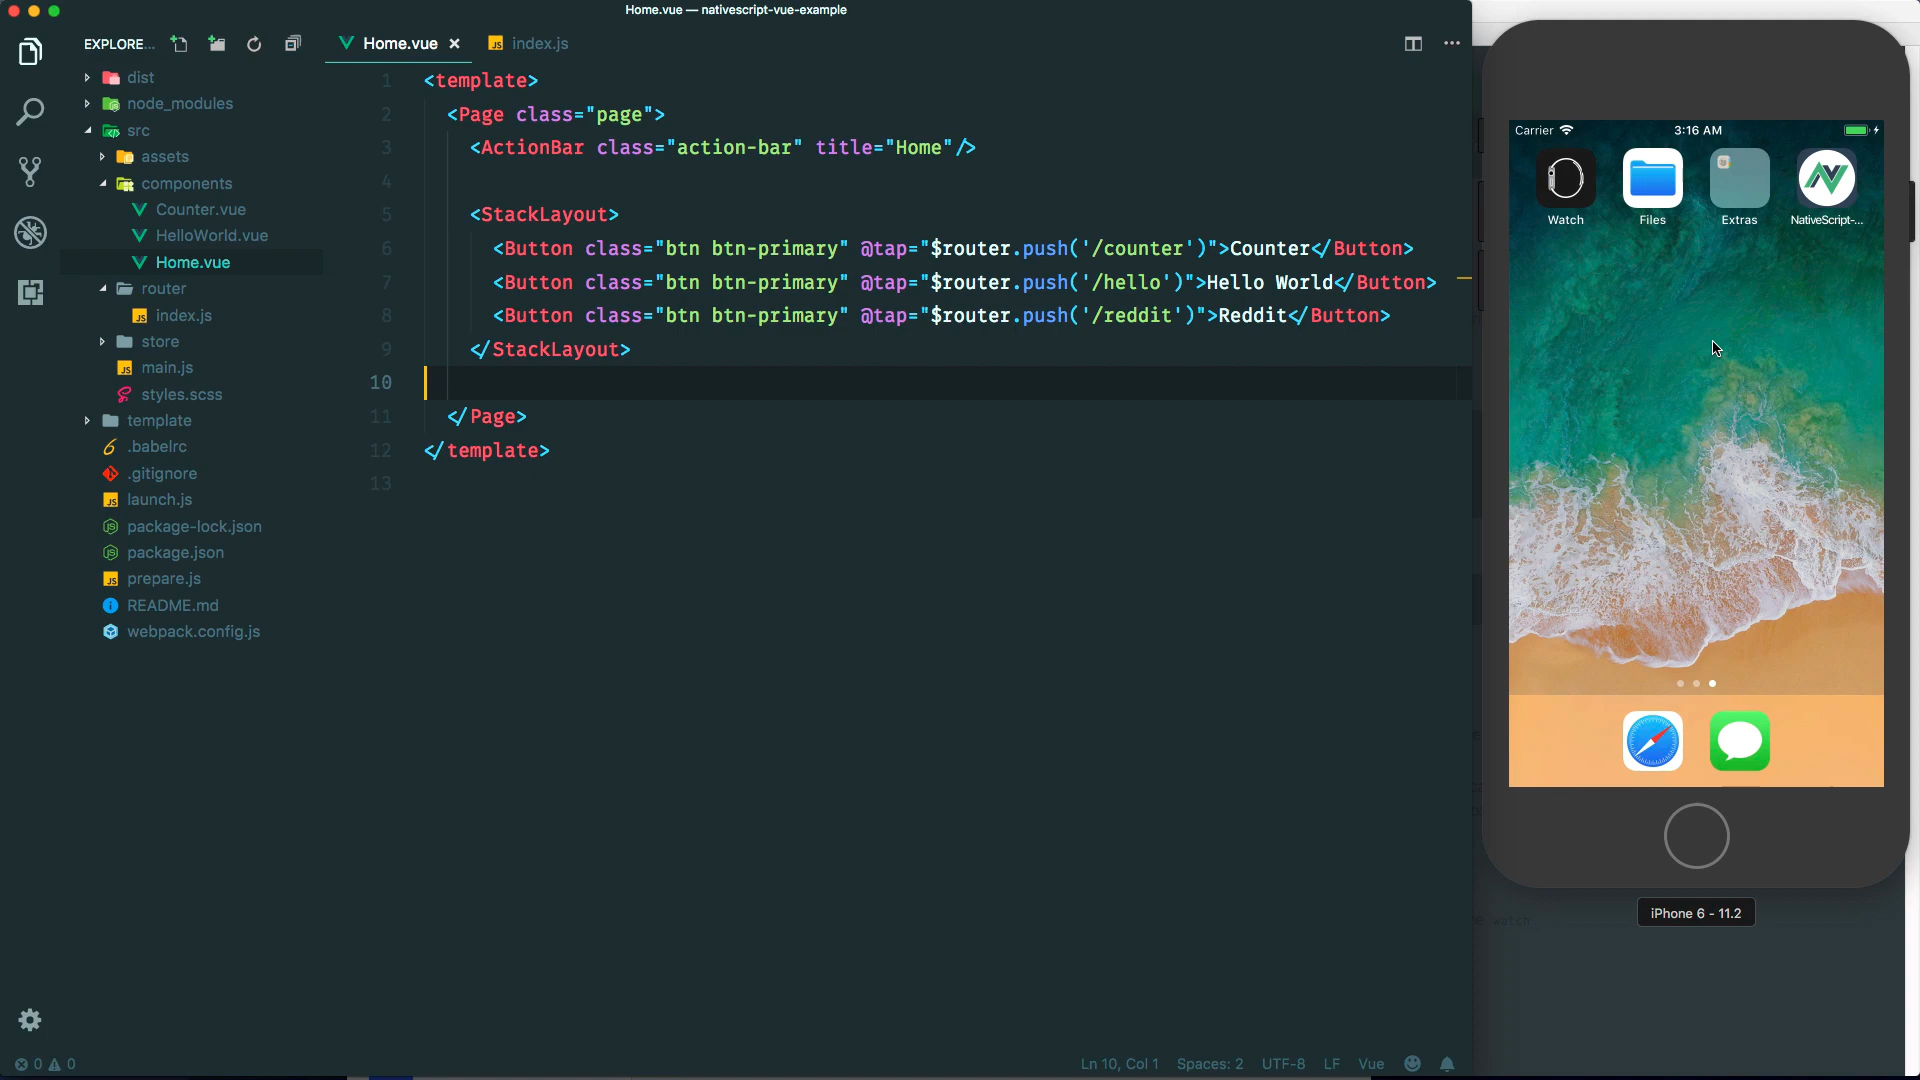 Home.vue — nativescript-vue-example
EXPLORE...
Home.vue
index.js
dist
node_modules
src
assets
components
Counter.vue
HelloWorld.vue
Home.vue
router
index.js
store
main.js
styles.scss
template
.babelrc
.gitignore
launch.js
package-lock.json
package.json
prepare.js
README.md
webpack.config.js
1 <template>
2 <Page class="page">
3 <ActionBar class="action-bar" title="Home"/>
4
5 <StackLayout>
6 <Button class="btn btn-primary" @tap="$router.push('/counter')">Counter</Button>
7 <Button class="btn btn-primary" @tap="$router.push('/hello')">Hello World</Button>
8 <Button class="btn btn-primary" @tap="$router.push('/reddit')">Reddit</Button>
9 </StackLayout>
10
11 </Page>
12 </template>
13
0 0
Ln 10, Col 1 Spaces: 2 UTF-8 LF Vue
Carrier 3:16 AM
Watch Files Extras NativeScript-...
iPhone 6 - 11.2
watch